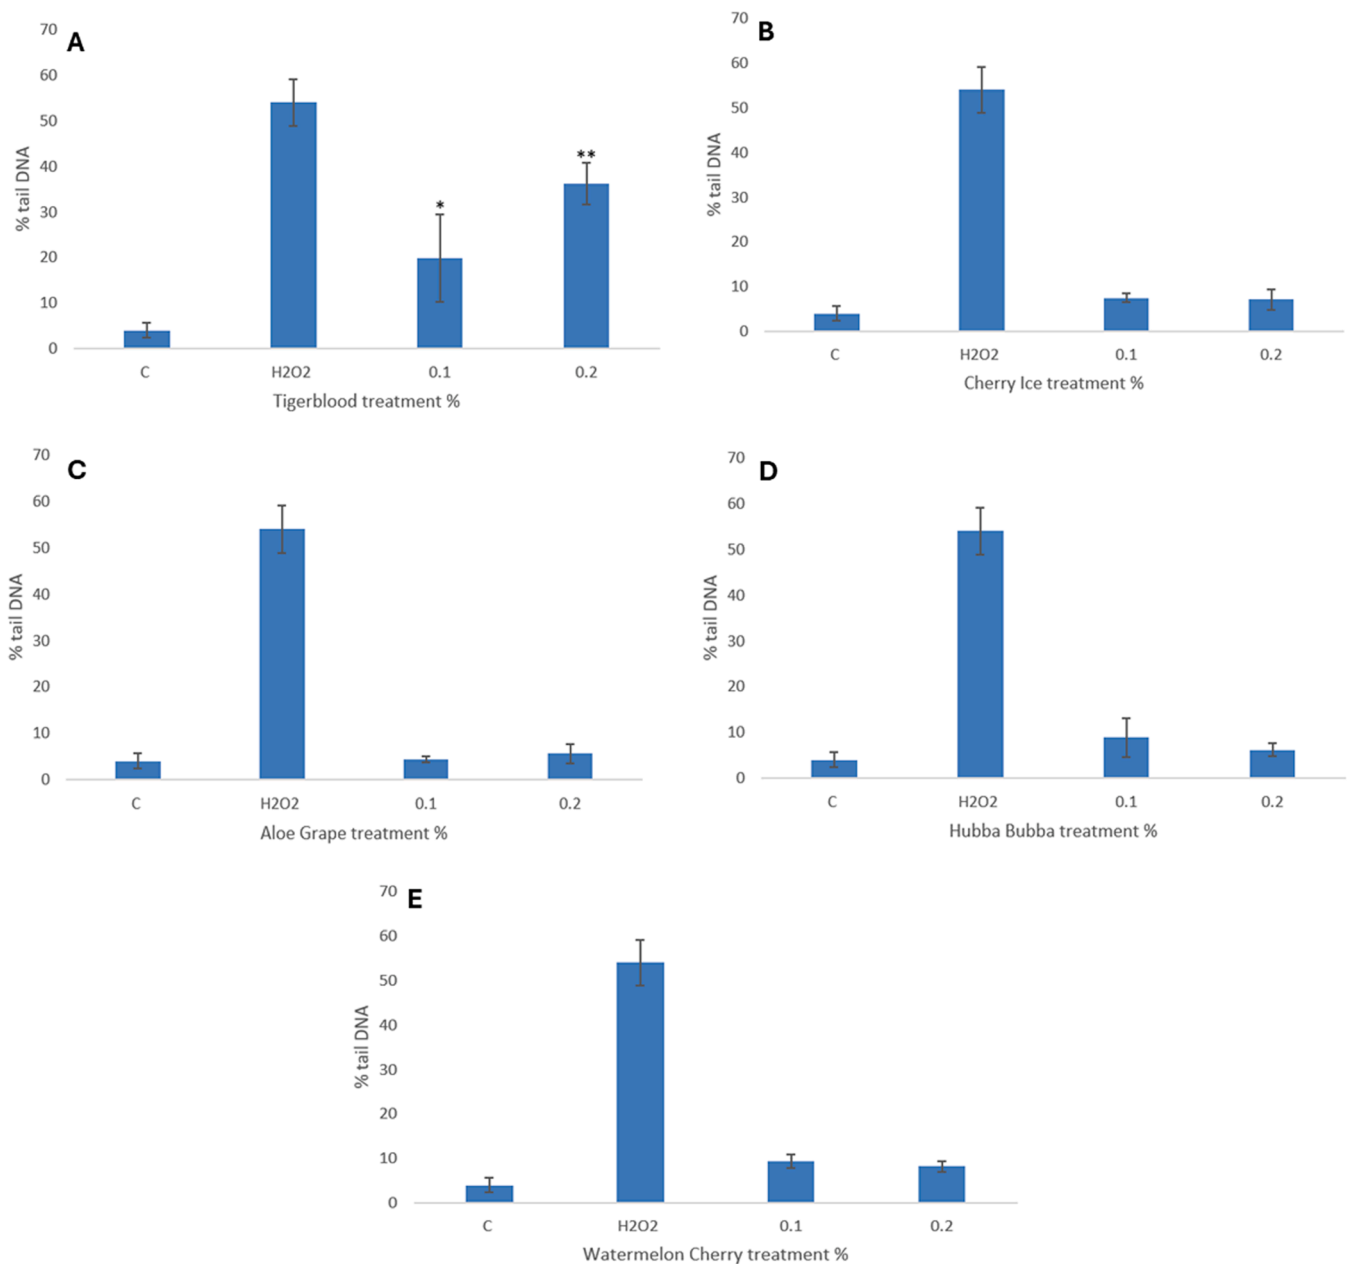 A
70
60
50
40
30
20
10
0
% tail DNA
*
**
C H2O2 0.1 0.2
Tigerblood treatment %
B
70
60
50
40
30
20
10
0
% tail DNA
C H2O2 0.1 0.2
Cherry Ice treatment %
C
70
60
50
40
30
20
10
0
% tail DNA
C H2O2 0.1 0.2
Aloe Grape treatment %
D
70
60
50
40
30
20
10
0
% tail DNA
C H2O2 0.1 0.2
Hubba Bubba treatment %
E
70
60
50
40
30
20
10
0
% tail DNA
C H2O2 0.1 0.2
Watermelon Cherry treatment %